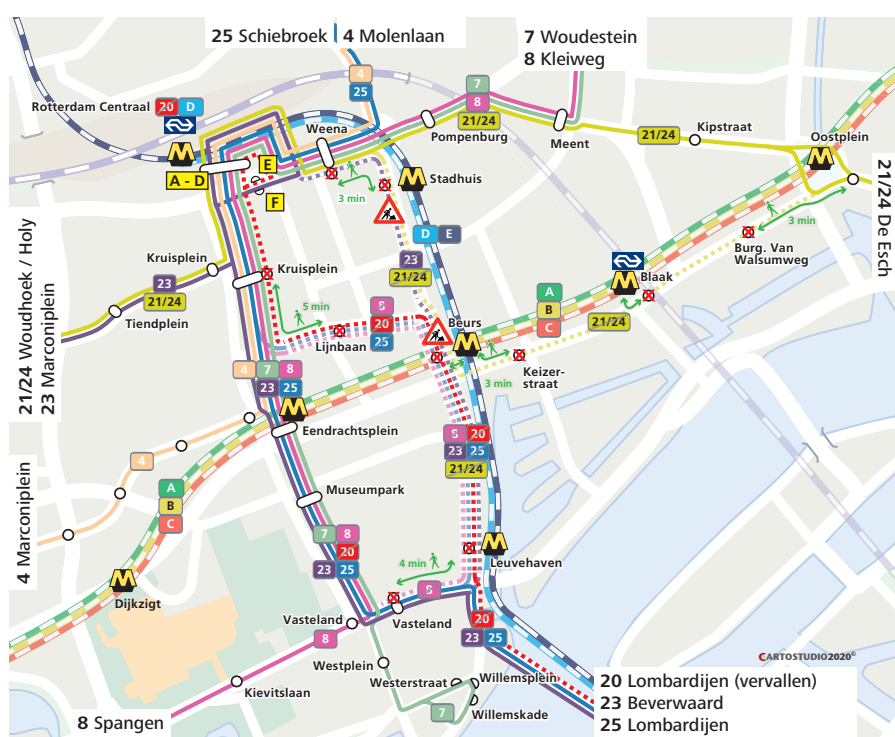 25 Schiebroek | 4 Molenlaan
7 Woudestein
8 Kleiweg
4
25
7
8
21/24
Rotterdam Centraal
20
D
Weena
Pompenburg
Meent
21/24
Kipstraat
Oostplein
A - D
E
F
3 min
Stadhuis
D
E
23
21/24
3 min
Burg. Van
Walsumweg
21/24 De Esch
Kruisplein
Kruisplein
23
21/24
Tiendplein
21/24 Woudhoek / Holy
23 Marconiplein
5 min
8
20
25
Lijnbaan
Beurs
A
B
C
Blaak
21/24
3 min
Keizer-
straat
4
7
8
23
25
Eendrachtsplein
4
8
20
23
25
21/24
4 Marconiplein
A
B
C
Museumpark
7
8
20
23
25
Dijkzigt
4 min
Leuvehaven
8
Vasteland
Vasteland
8
20
23
25
Westplein
Kievitslaan
Westerstraat
Willemsplein
Willemskade
7
8 Spangen
CARTOSTUDIO2020©
20 Lombardijen (vervallen)
23 Beverwaard
25 Lombardijen